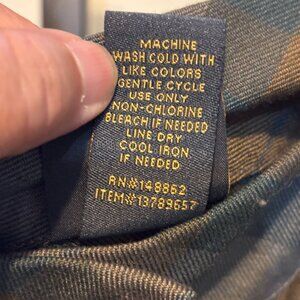 MACHINE
WASH COLD WITH
LIKE COLORS
GENTLE CYCLE
USE ONLY
NON-CHLORINE
BLEACH IF NEEDED
LINE DRY
COOL IRON
IF NEEDED
RN#148862
ITEM#13789657